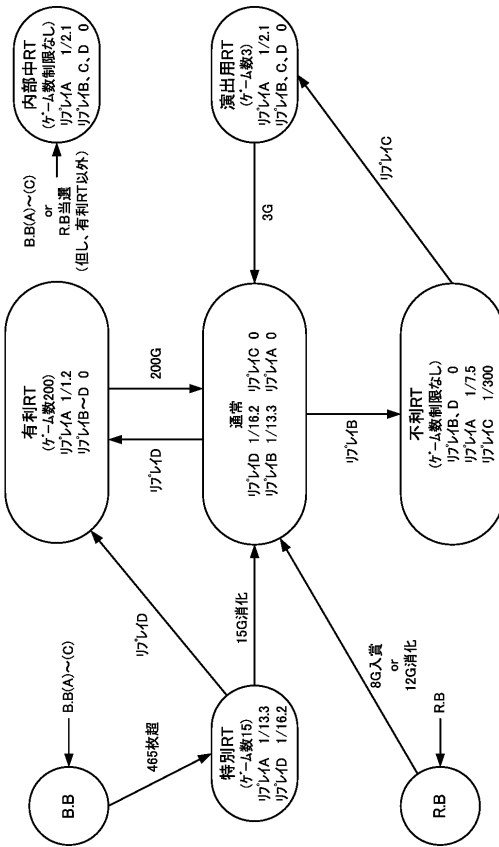 B.B
B.B(A)～(C)
465枚超
特別RT
(ゲーム数15)
リプレイA 1/13.3
リプレイD 1/16.2
リプレイD
15G消化
R.B
R.B
8G入賞
or
12G消化
有利RT
(ゲーム数200)
リプレイA 1/1.2
リプレイB～D 0
リプレイD
200G
通常
リプレイD 1/16.2 リプレイC 0
リプレイB 1/13.3 リプレイA 0
リプレイB
不利RT
(ゲーム数制限なし)
リプレイB、D 0
リプレイA 1/7.5
リプレイC 1/300
B.B(A)～(C)
or
R.B当選
(但し、有利RT以外)
内部中RT
(ゲーム数制限なし)
リプレイA 1/2.1
リプレイB、C、D 0
3G
演出用RT
(ゲーム数3)
リプレイA 1/2.1
リプレイB、C、D 0
リプレイC